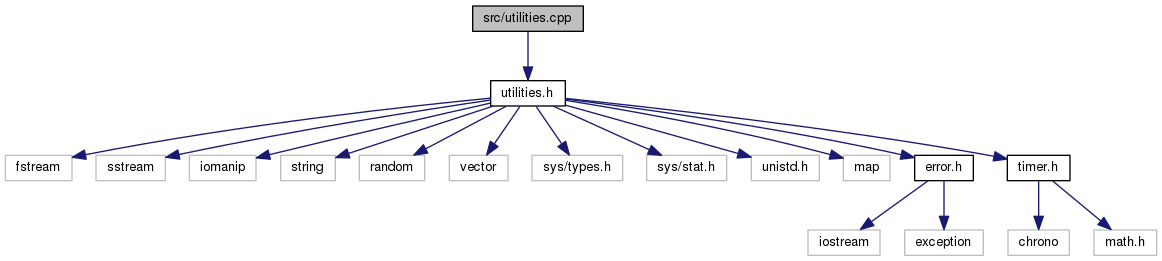 src/utilities.cpp
utilities.h
fstream
sstream
iomanip
string
random
vector
sys/types.h
sys/stat.h
unistd.h
map
error.h
timer.h
iostream
exception
chrono
math.h